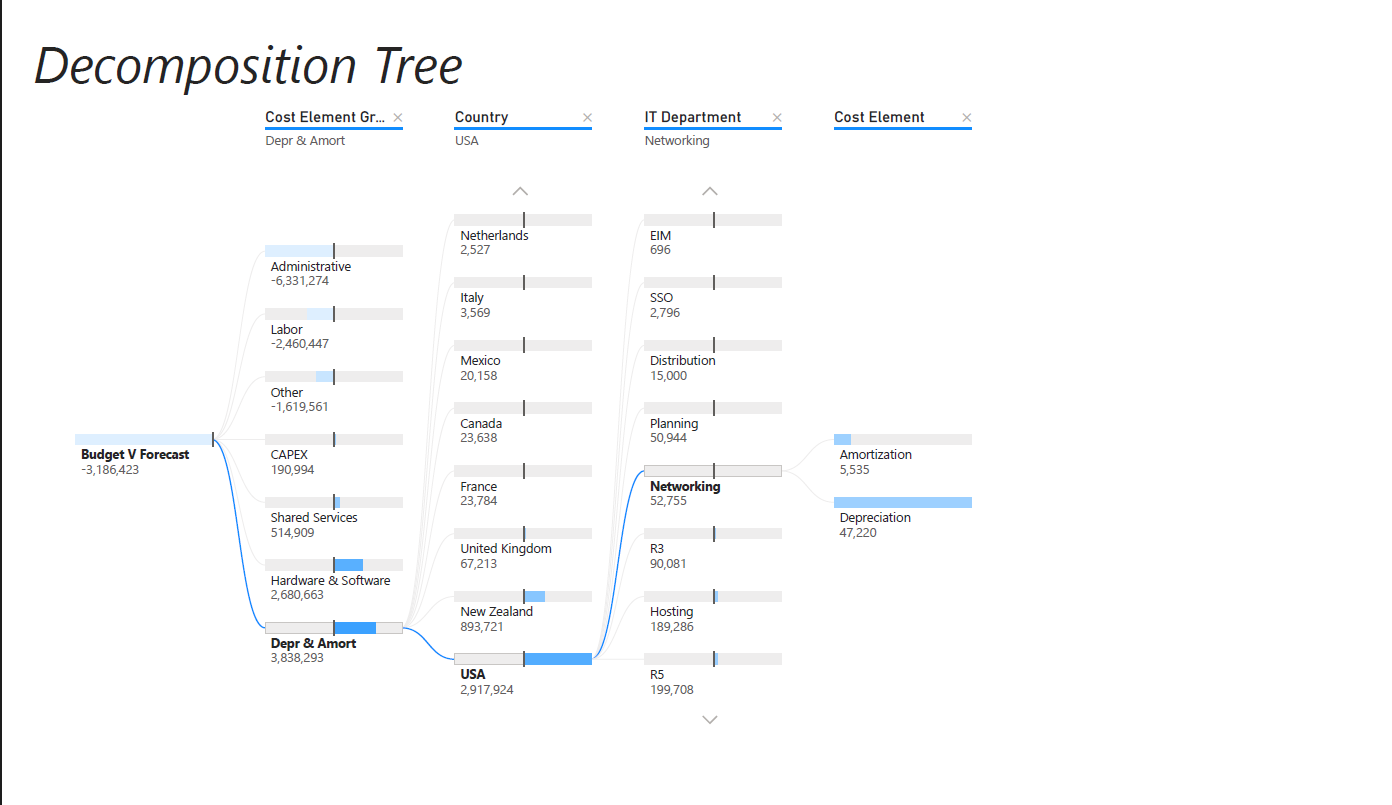 Decomposition Tree
Cost Element Gr... ×
Depr & Amort
Country ×
USA
IT Department ×
Networking
Cost Element ×
Budget V Forecast
-3,186,423
Administrative
-6,331,274
Labor
-2,460,447
Other
-1,619,561
CAPEX
190,994
Shared Services
514,909
Hardware & Software
2,680,663
Depr & Amort
3,838,293
Netherlands
2,527
Italy
3,569
Mexico
20,158
Canada
23,638
France
23,784
United Kingdom
67,213
New Zealand
893,721
USA
2,917,924
EIM
696
SSO
2,796
Distribution
15,000
Planning
50,944
Networking
52,755
R3
90,081
Hosting
189,286
R5
199,708
Amortization
5,535
Depreciation
47,220